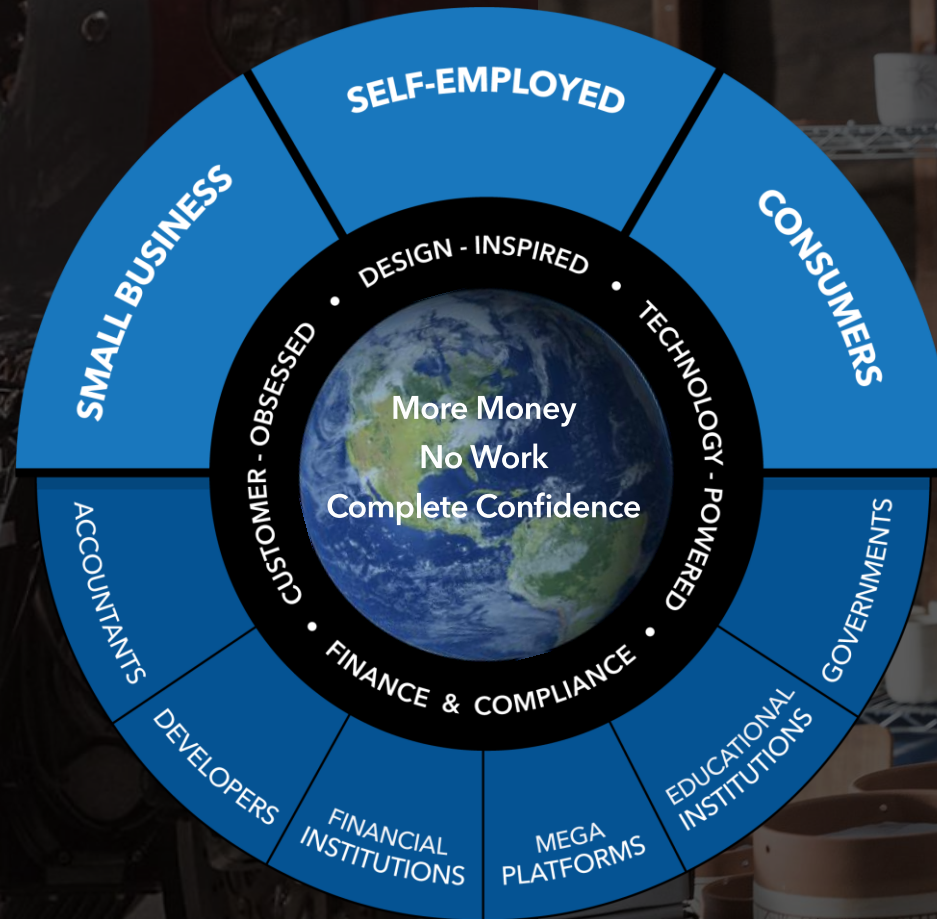 SELF-EMPLOYED
SMALL BUSINESS
CONSUMERS
DESIGN - INSPIRED
CUSTOMER - OBSESSED
TECHNOLOGY - POWERED
FINANCE & COMPLIANCE
More Money
No Work
Complete Confidence
ACCOUNTANTS
DEVELOPERS
FINANCIAL
INSTITUTIONS
MEGA
PLATFORMS
EDUCATIONAL
INSTITUTIONS
GOVERNMENTS